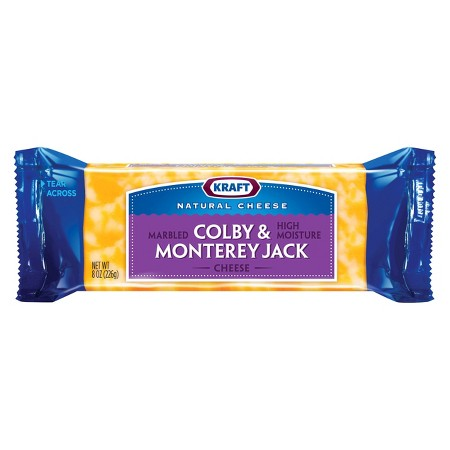 TEAR
ACROSS
KRAFT
NATURAL CHEESE
MARBLED COLBY & HIGH MOISTURE
MONTEREY JACK
CHEESE
NET WT
8 OZ (226g)